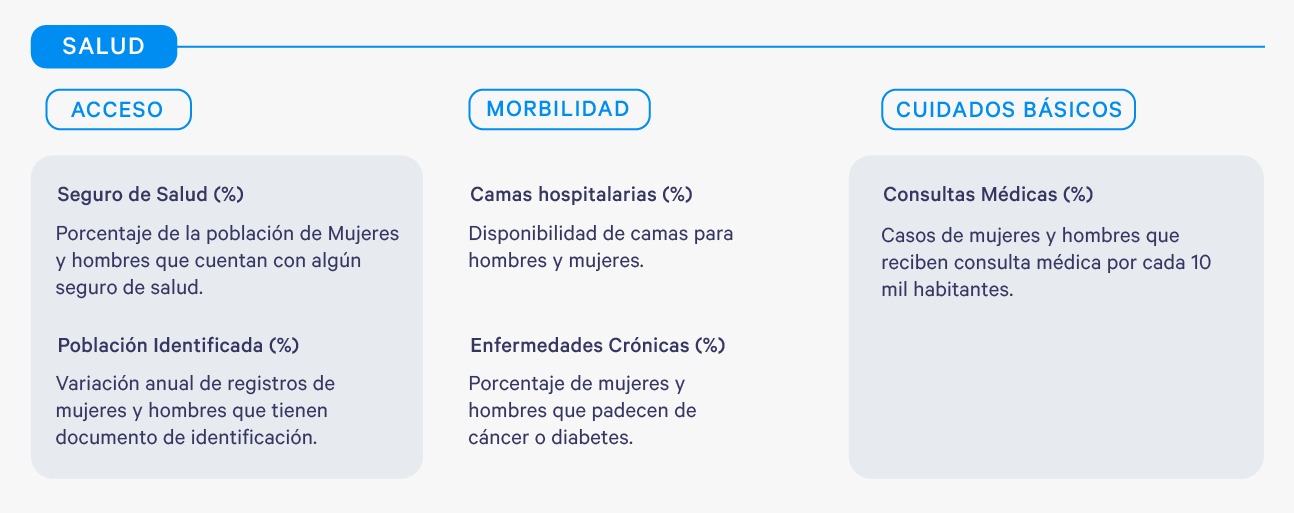 SALUD
ACCESO
Seguro de Salud (%)
Porcentaje de la población de Mujeres
y hombres que cuentan con algún
seguro de salud.
Población Identificada (%)
Variación anual de registros de
mujeres y hombres que tienen
documento de identificación.
MORBILIDAD
Camas hospitalarias (%)
Disponibilidad de camas para
hombres y mujeres.
Enfermedades Crónicas (%)
Porcentaje de mujeres y
hombres que padecen de
cáncer o diabetes.
CUIDADOS BÁSICOS
Consultas Médicas (%)
Casos de mujeres y hombres que
reciben consulta médica por cada 10
mil habitantes.